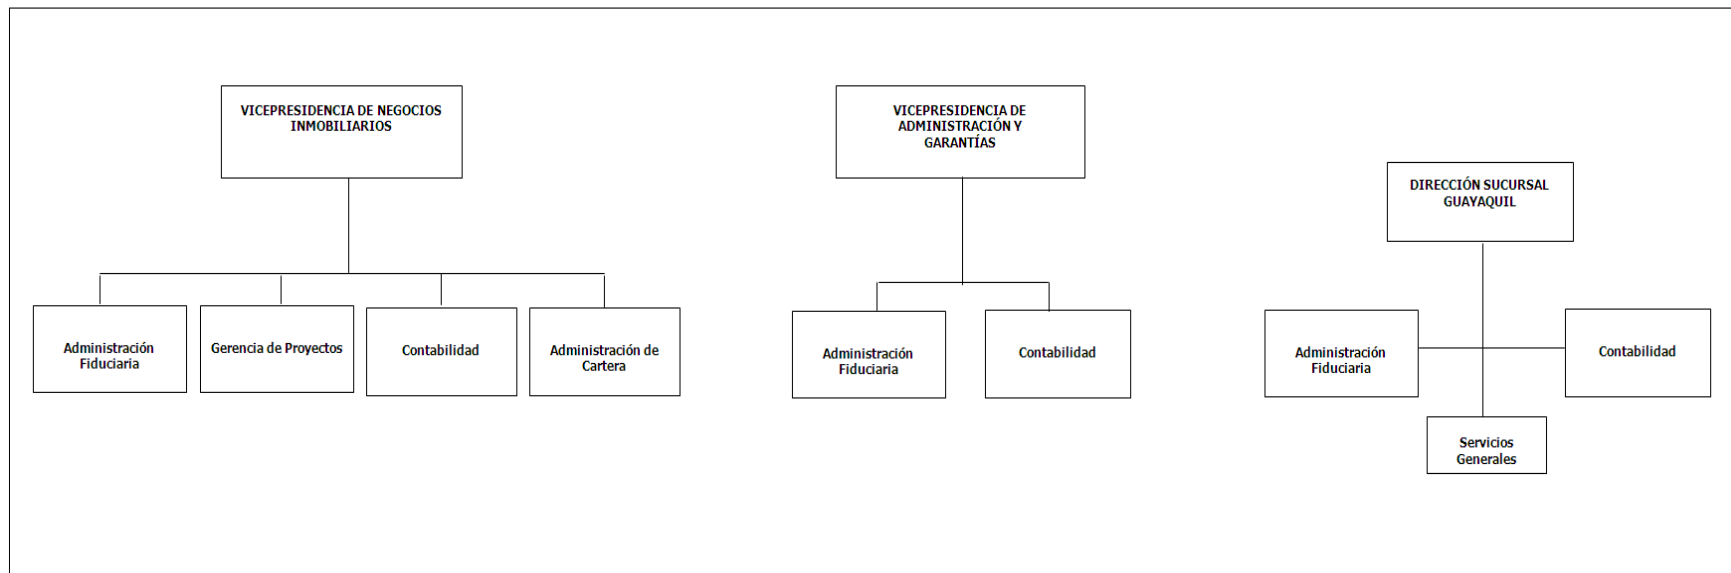 VICEPRESIDENCIA DE NEGOCIOS
INMOBILIARIOS
Administración
Fiduciaria
Gerencia de Proyectos
Contabilidad
Administración de
Cartera
VICEPRESIDENCIA DE
ADMINISTRACIÓN Y
GARANTÍAS
Administración
Fiduciaria
Contabilidad
DIRECCIÓN SUCURSAL
GUAYAQUIL
Administración
Fiduciaria
Contabilidad
Servicios
Generales